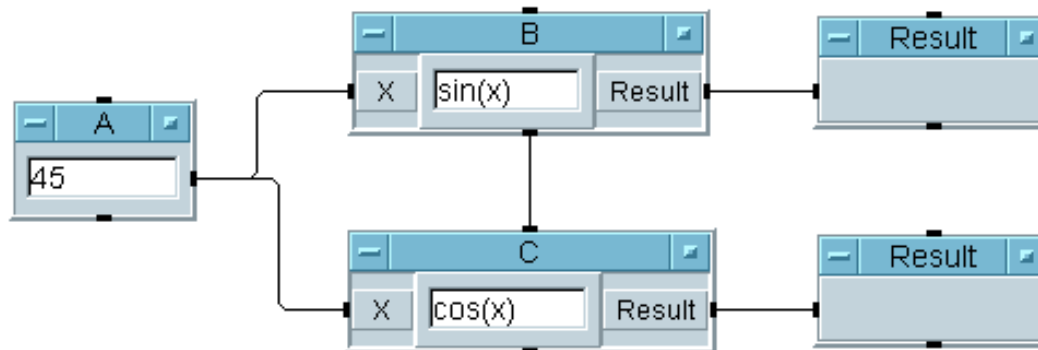 A
45
B
X
sin(x)
Result
Result
C
X
cos(x)
Result
Result